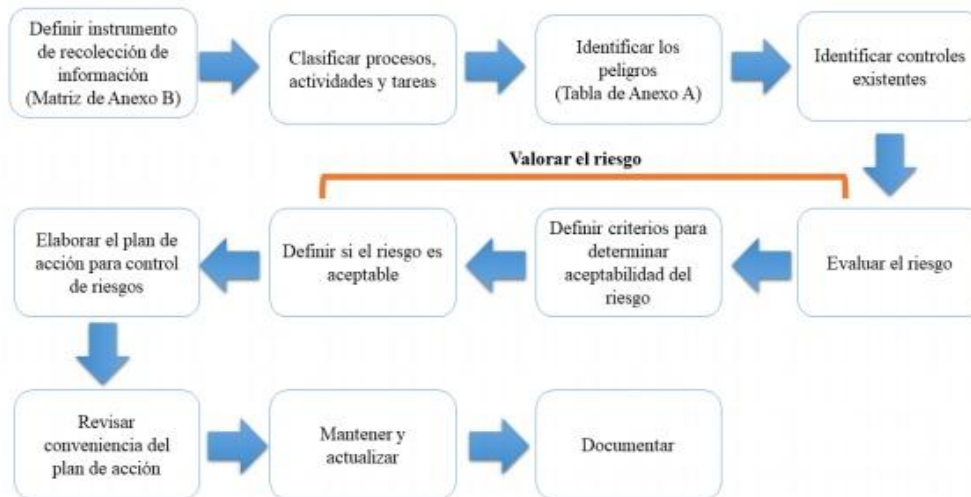 Definir instrumento
de recolección de
información
(Matriz de Anexo B)
Clasificar procesos,
actividades y tareas
Identificar los
peligros
(Tabla de Anexo A)
Identificar controles
existentes
Valorar el riesgo
Evaluar el riesgo
Definir criterios para
determinar
aceptabilidad del
riesgo
Definir si el riesgo es
aceptable
Elaborar el plan de
acción para control
de riesgos
Revisar
conveniencia del
plan de acción
Mantener y
actualizar
Documentar